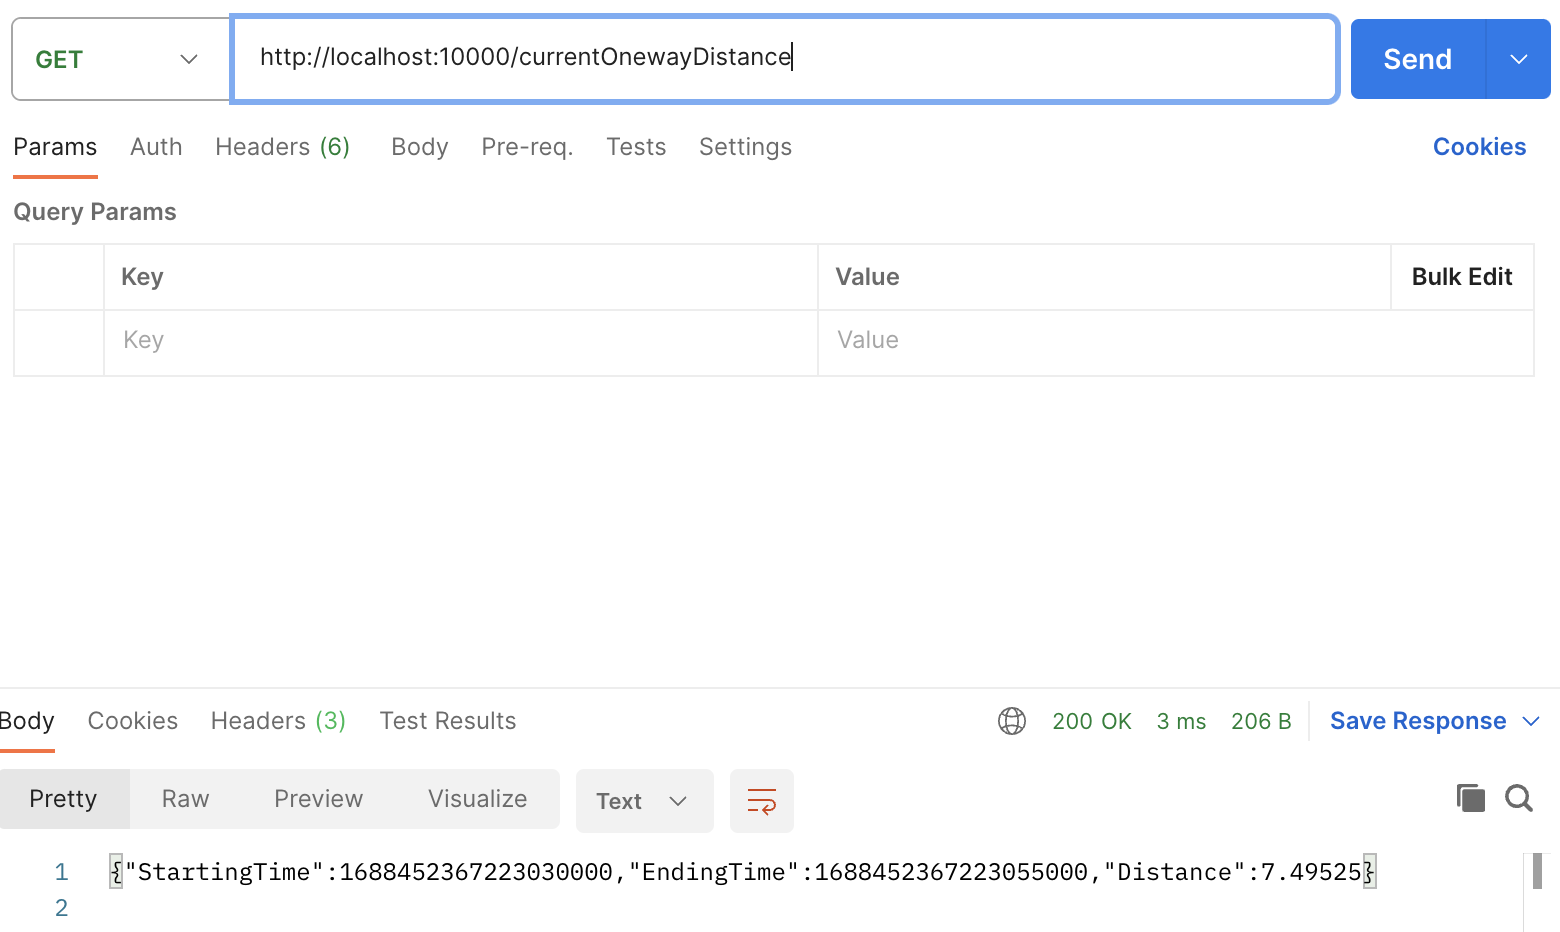 GET http://localhost:10000/currentOnewayDistance Send
Params Auth Headers (6) Body Pre-req. Tests Settings Cookies
Query Params
Key Value Bulk Edit
Key Value
Body Cookies Headers (3) Test Results 200 OK 3 ms 206 B Save Response
Pretty Raw Preview Visualize Text
1 {"StartingTime":1688452367223030000,"EndingTime":1688452367223055000,"Distance":7.49525}
2